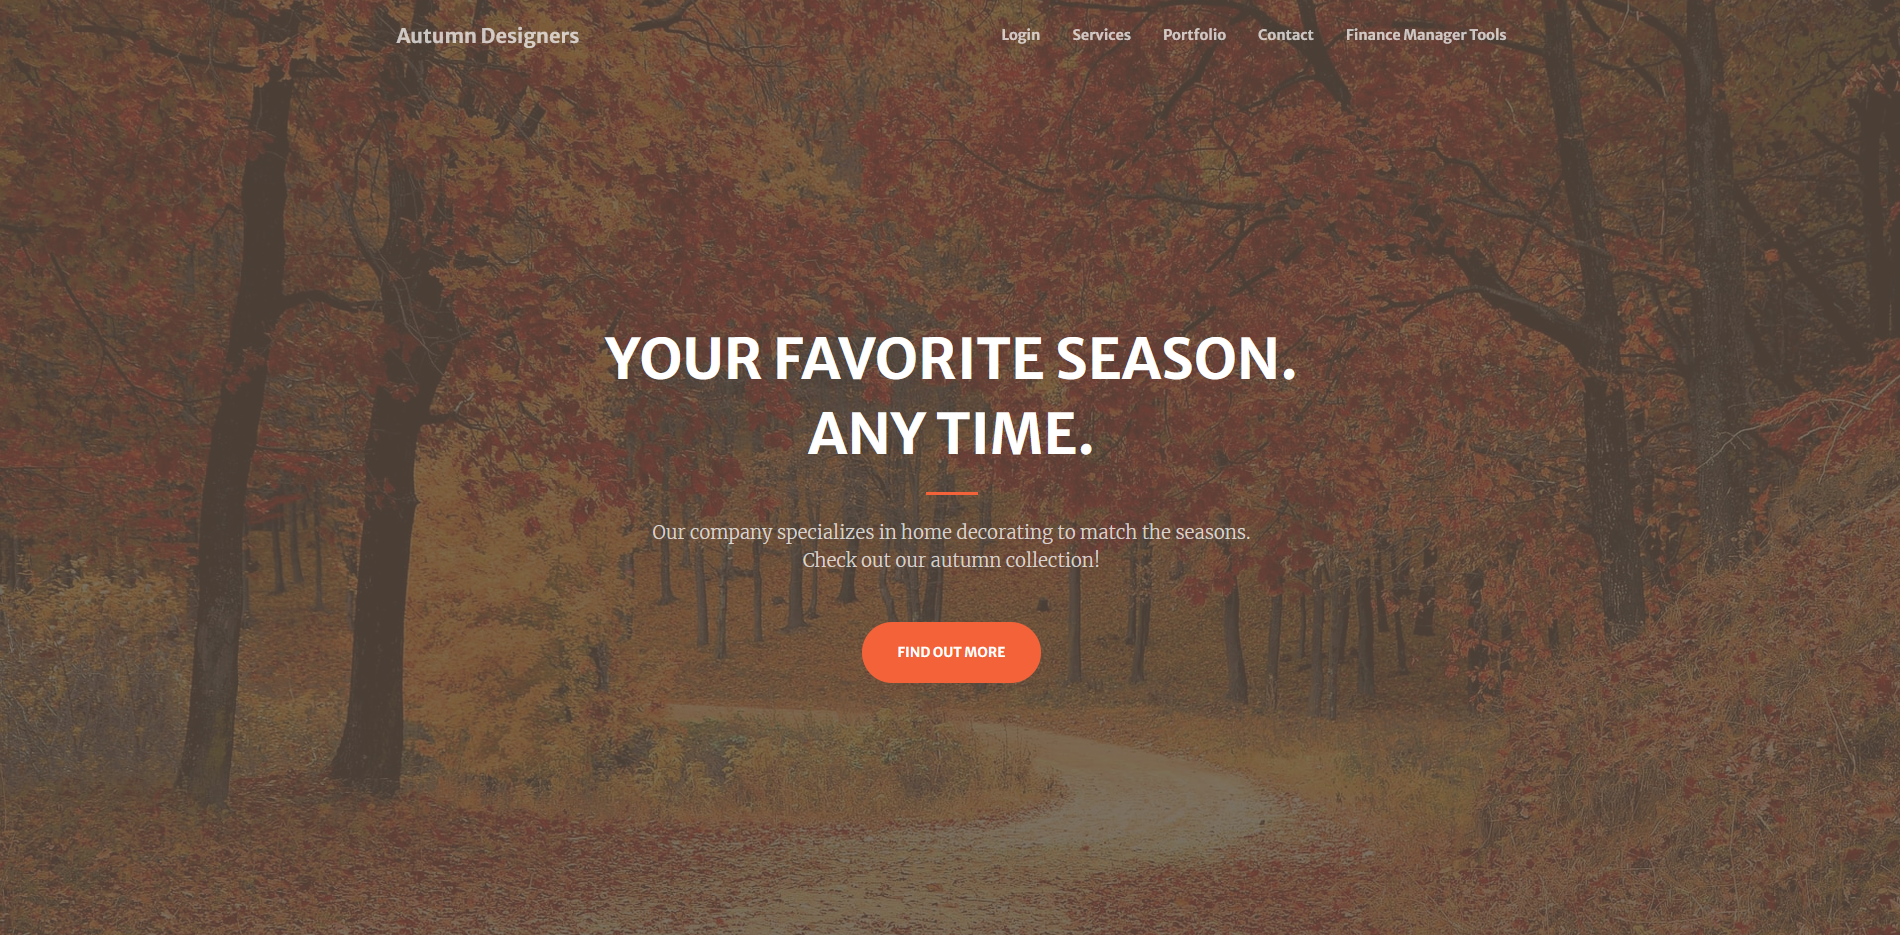 Autumn Designers
Login Services Portfolio Contact Finance Manager Tools
YOUR FAVORITE SEASON.
ANY TIME.
Our company specializes in home decorating to match the seasons.
Check out our autumn collection!
FIND OUT MORE